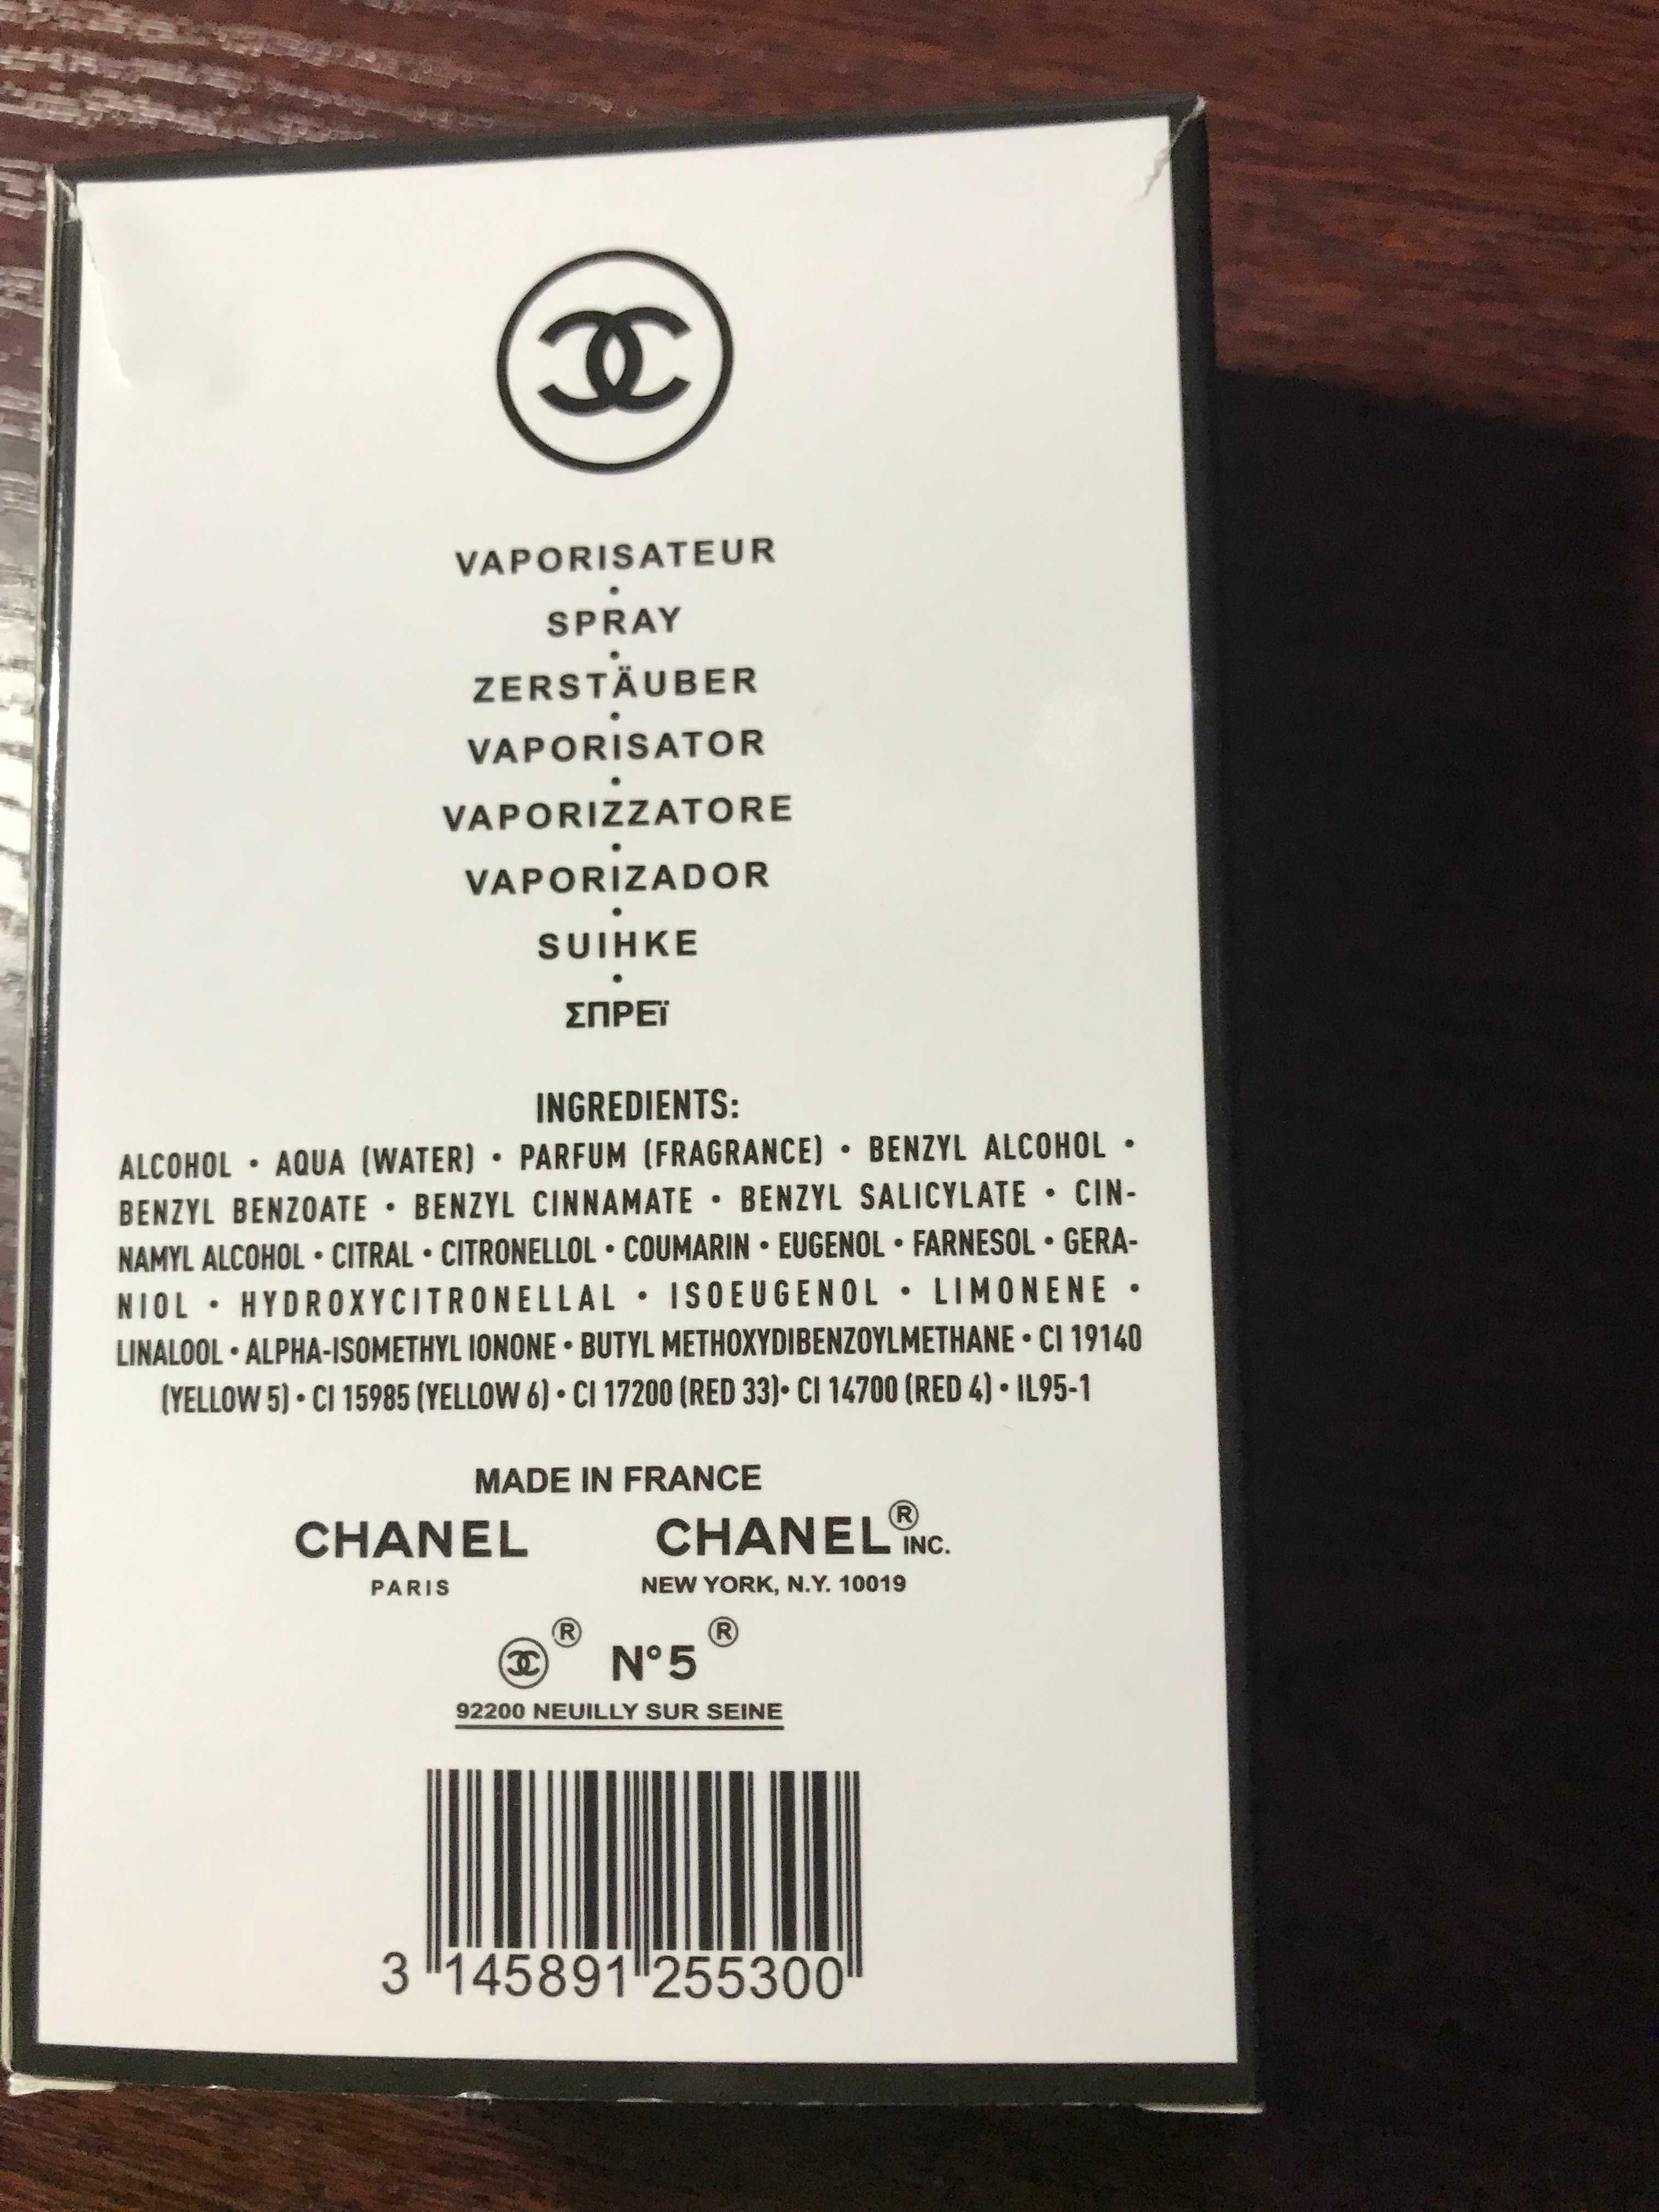 VAPORISATEUR
•
SPRAY
•
ZERSTÄUBER
•
VAPORISATOR
•
VAPORIZZATORE
•
VAPORIZADOR
•
SUIHKE
•
ΣΠΡΕϊ
INGREDIENTS:
ALCOHOL • AQUA (WATER) • PARFUM (FRAGRANCE) • BENZYL ALCOHOL •
BENZYL BENZOATE • BENZYL CINNAMATE • BENZYL SALICYLATE • CIN-
NAMYL ALCOHOL • CITRAL • CITRONELLOL • COUMARIN • EUGENOL • FARNESOL • GERA-
NIOL • HYDROXYCITRONELLAL • ISOEUGENOL • LIMONENE •
LINALOOL • ALPHA-ISOMETHYL IONONE • BUTYL METHOXYDIBENZOYLMETHANE • CI 19140
(YELLOW 5) • CI 15985 (YELLOW 6) • CI 17200 (RED 33)• CI 14700 (RED 4) • IL95-1
MADE IN FRANCE
CHANEL CHANEL® INC.
PARIS NEW YORK, N.Y. 10019
® N°5 ®
92200 NEUILLY SUR SEINE
3 145891 255300